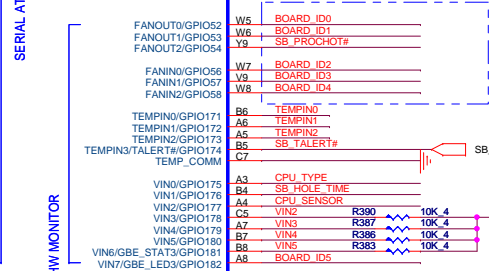 SERIAL AT
HW MONITOR
FANOUT0/GPIO52 W5 BOARD_ID0
FANOUT1/GPIO53 W6 BOARD_ID1
FANOUT2/GPIO54 Y9 SB_PROCHOT#
FANIN0/GPIO56 W7 BOARD_ID2
FANIN1/GPIO57 V9 BOARD_ID3
FANIN2/GPIO58 W8 BOARD_ID4
TEMPIN0/GPIO171 B6 TEMPIN0
TEMPIN1/GPIO172 A6 TEMPIN1
TEMPIN2/GPIO173 A5 TEMPIN2
TEMPIN3/TALERT#/GPIO174 B5 SB_TALERT# SB_
TEMP_COMM C7
VIN0/GPIO175 A3 CPU_TYPE
VIN1/GPIO176 B4 SB_HOLE_TIME
VIN2/GPIO177 A4 CPU_SENSOR
VIN3/GPIO178 C5 VIN2 R390 10K_4
VIN4/GPIO179 A7 VIN3 R387 10K_4
VIN5/GPIO180 B7 VIN4 R386 10K_4
VIN6/GBE_STAT3/GPIO181 B8 VIN5 R383 10K_4
VIN7/GBE_LED3/GPIO182 A8 BOARD_ID5